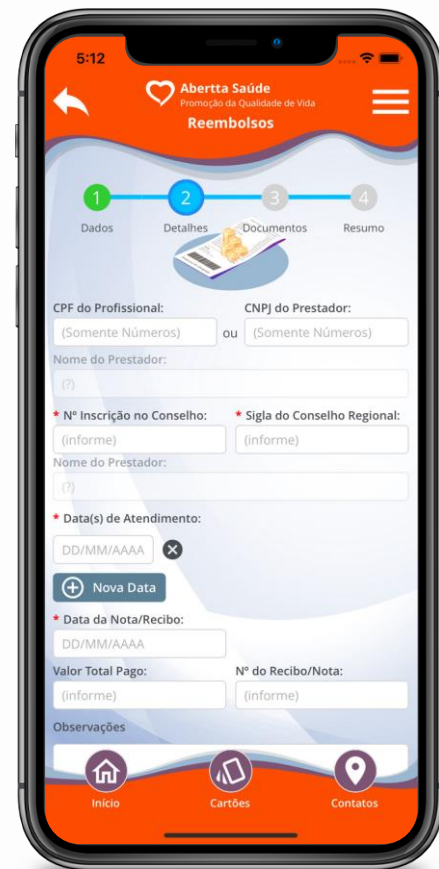 5:12
Abertta Saúde
Promoção da Qualidade de Vida
Reembolsos
1 2 3 4
Dados Detalhes Documentos Resumo
CPF do Profissional: CNPJ do Prestador:
(Somente Números) ou (Somente Números)
Nome do Prestador:
(?)
* Nº Inscrição no Conselho: * Sigla do Conselho Regional:
(informe) (informe)
Nome do Prestador:
(?)
* Data(s) de Atendimento:
DD/MM/AAAA
Nova Data
* Data da Nota/Recibo:
DD/MM/AAAA
Valor Total Pago: Nº do Recibo/Nota:
(informe) (informe)
Observações
Início Cartões Contatos